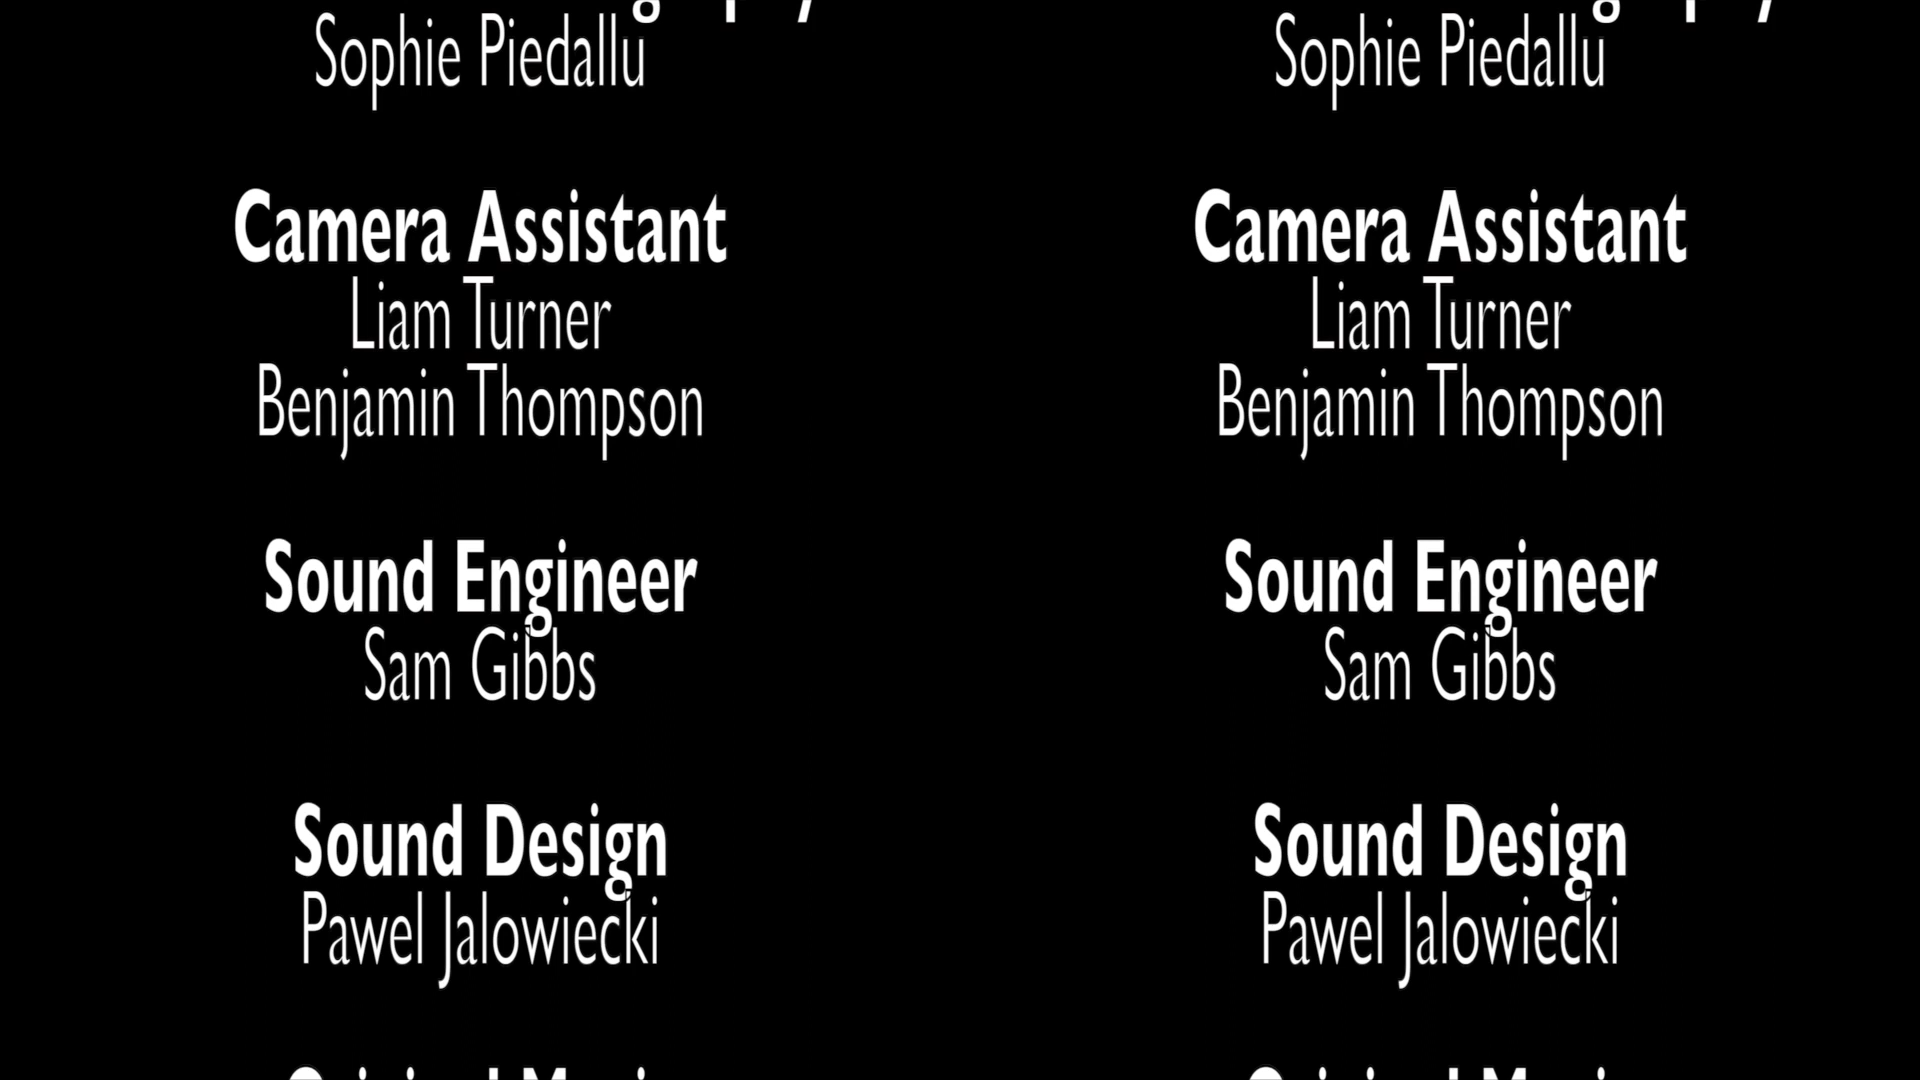 Sophie Piedallu
Camera Assistant
Liam Turner
Benjamin Thompson
Sound Engineer
Sam Gibbs
Sound Design
Pawel Jalowiecki
Sophie Piedallu
Camera Assistant
Liam Turner
Benjamin Thompson
Sound Engineer
Sam Gibbs
Sound Design
Pawel Jalowiecki